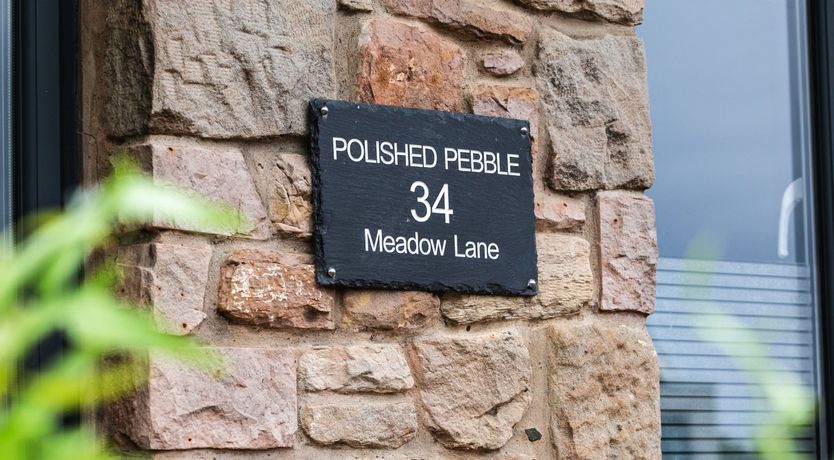 POLISHED PEBBLE
34
Meadow Lane